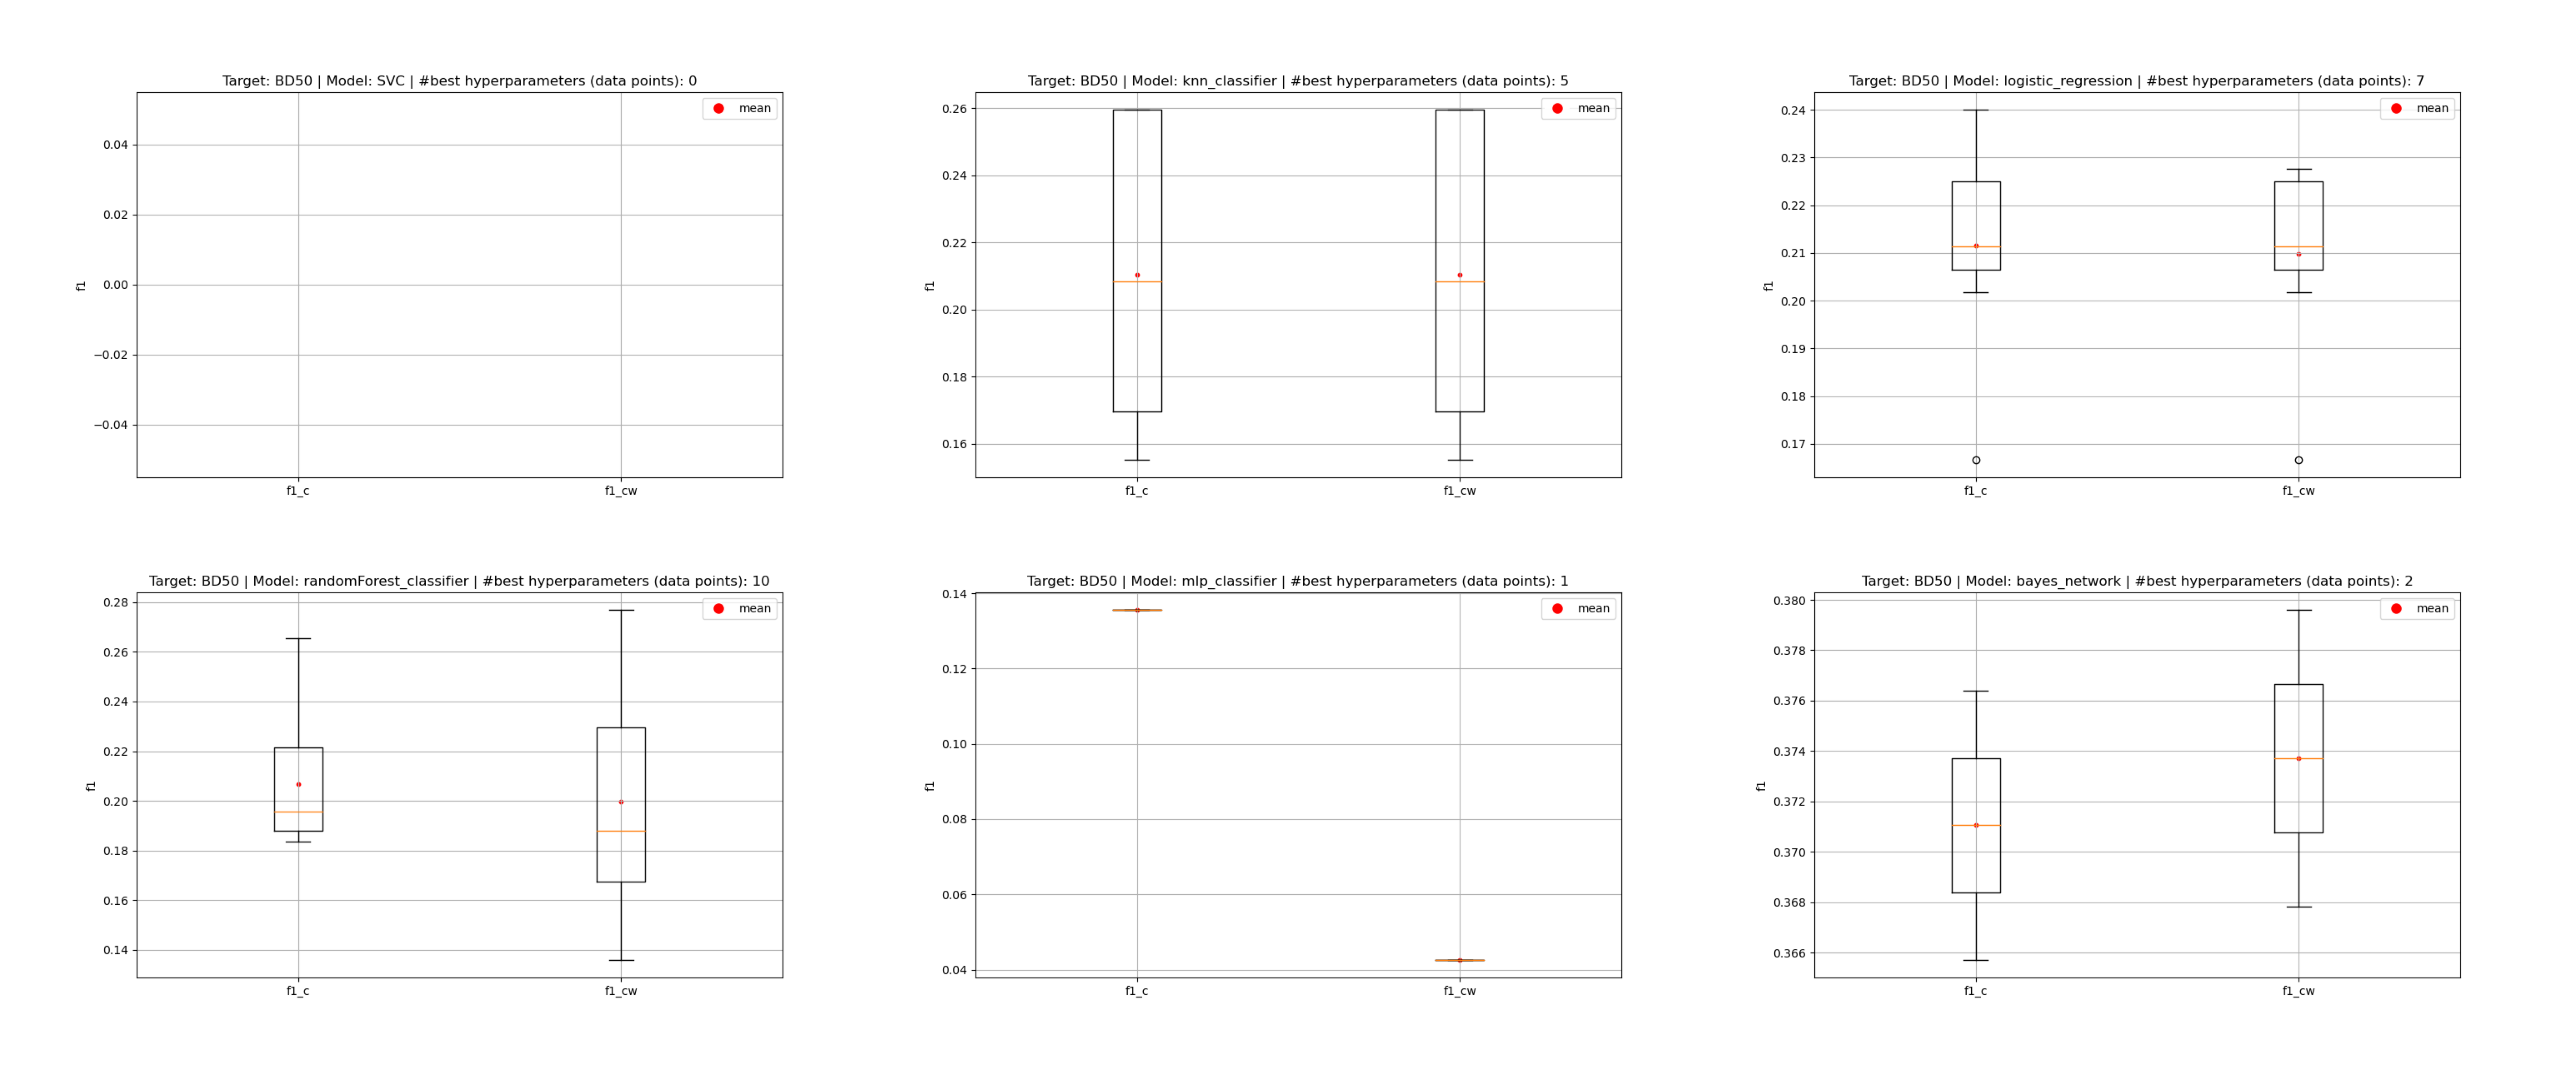 Target: BD50 | Model: SVC | #best hyperparameters (data points): 0
mean
0.04
0.02
0.00
−0.02
−0.04
f1
f1_c
f1_cw
Target: BD50 | Model: knn_classifier | #best hyperparameters (data points): 5
mean
0.26
0.24
0.22
0.20
0.18
0.16
f1
f1_c
f1_cw
Target: BD50 | Model: logistic_regression | #best hyperparameters (data points): 7
mean
0.24
0.23
0.22
0.21
0.20
0.19
0.18
0.17
f1
f1_c
f1_cw
Target: BD50 | Model: randomForest_classifier | #best hyperparameters (data points): 10
mean
0.28
0.26
0.24
0.22
0.20
0.18
0.16
0.14
f1
f1_c
f1_cw
Target: BD50 | Model: mlp_classifier | #best hyperparameters (data points): 1
mean
0.14
0.12
0.10
0.08
0.06
0.04
f1
f1_c
f1_cw
Target: BD50 | Model: bayes_network | #best hyperparameters (data points): 2
mean
0.380
0.378
0.376
0.374
0.372
0.370
0.368
0.366
f1
f1_c
f1_cw